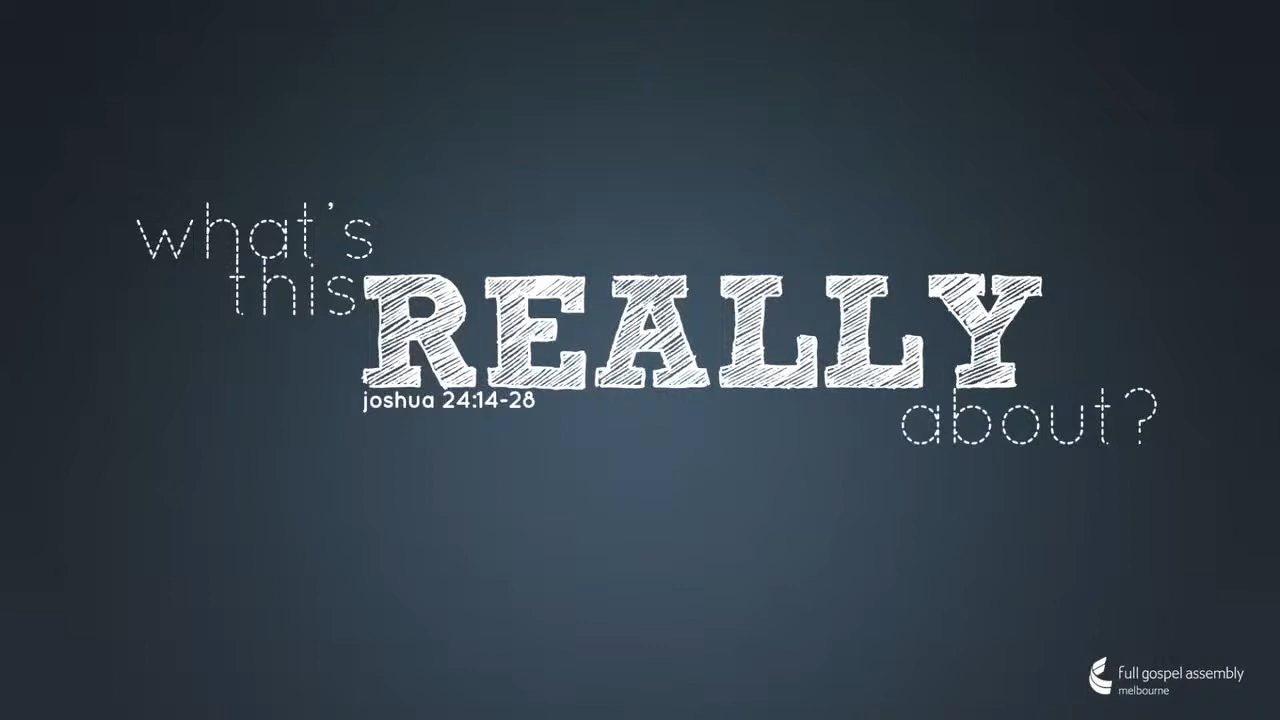 what's
this REALLY
joshua 24:14-28
about?
full gospel assembly
melbourne